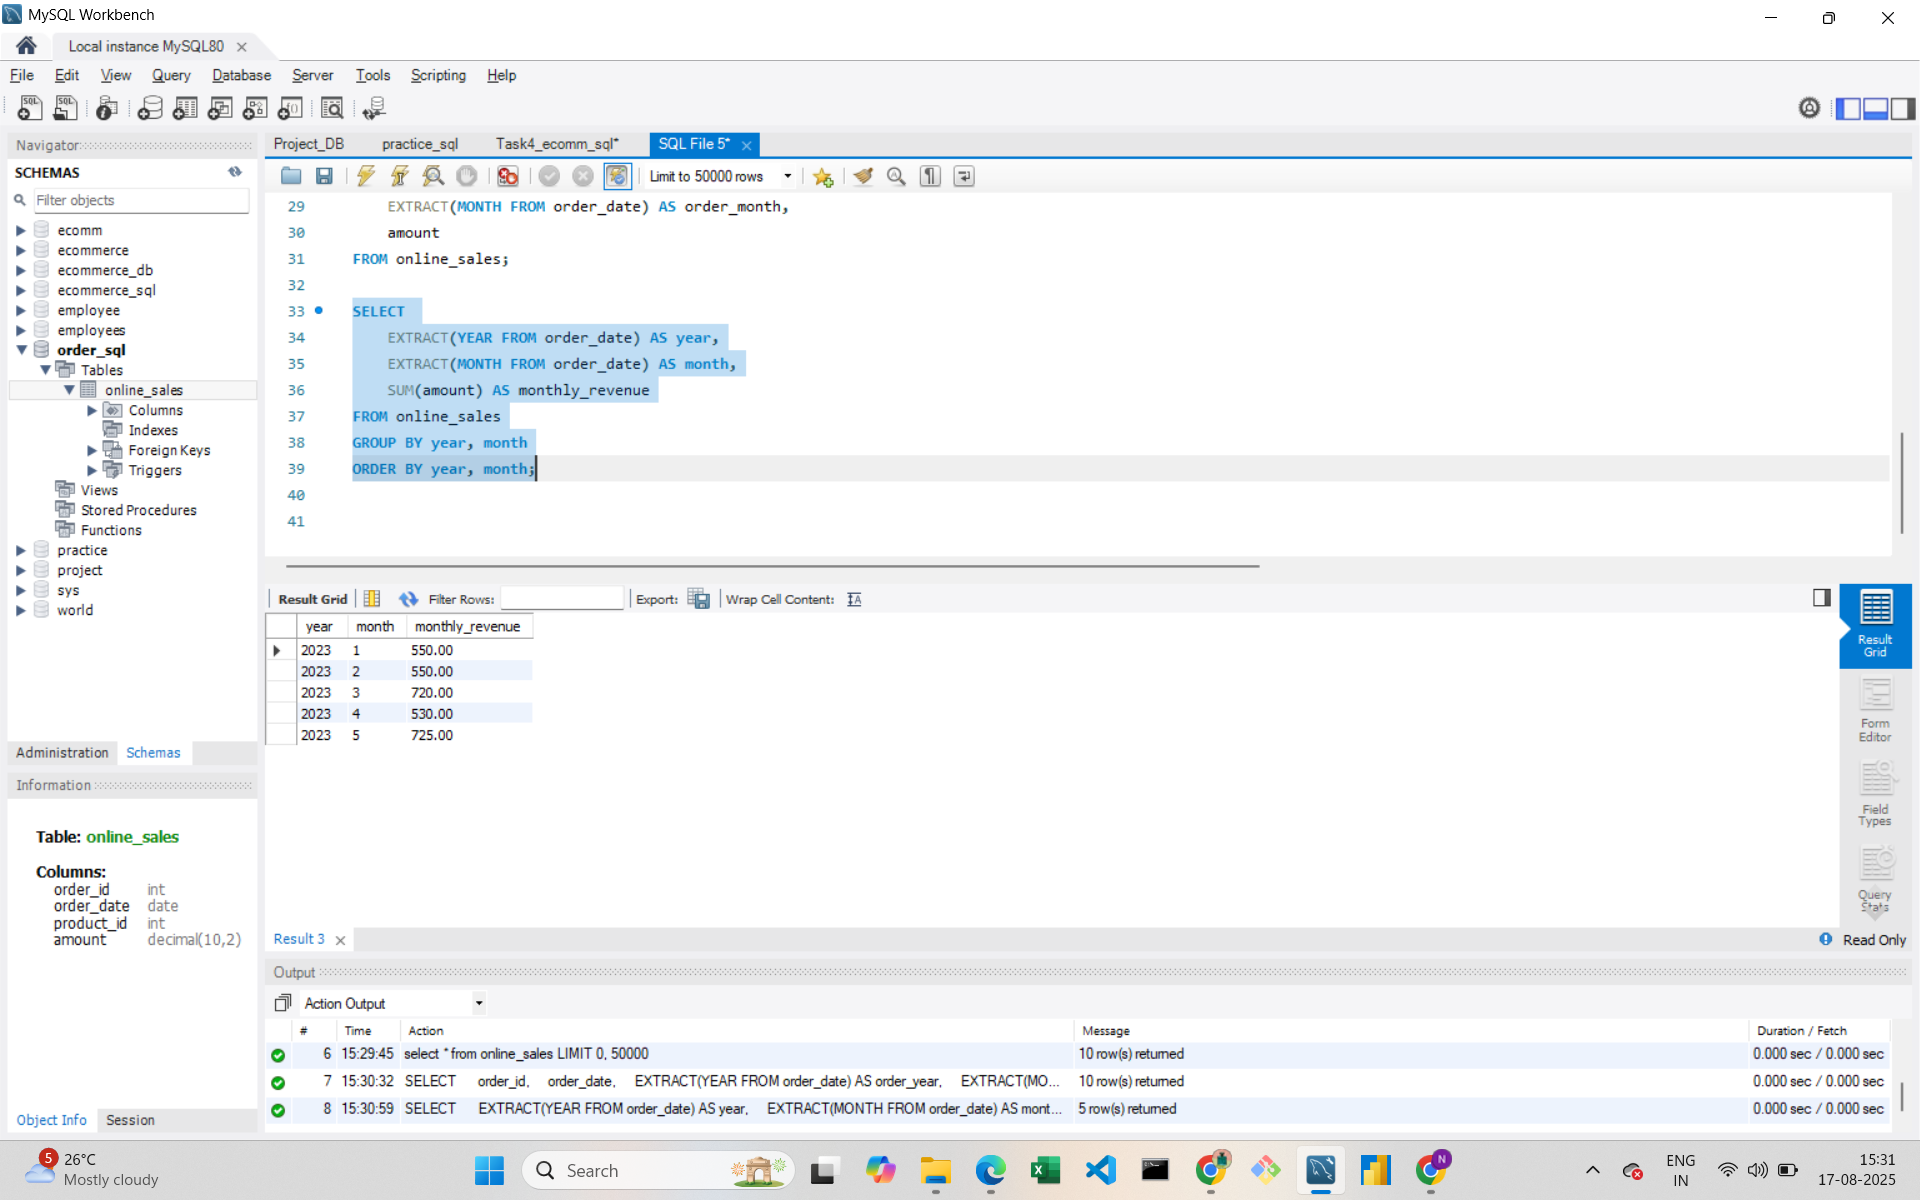 MySQL Workbench
Local instance MySQL80
File Edit View Query Database Server Tools Scripting Help
Navigator
SCHEMAS
Filter objects
ecomm
ecommerce
ecommerce_db
ecommerce_sql
employee
employees
order_sql
Tables
online_sales
Columns
Indexes
Foreign Keys
Triggers
Views
Stored Procedures
Functions
practice
project
sys
world
Administration Schemas
Information
Table: online_sales
Columns:
order_id int
order_date date
product_id int
amount decimal(10,2)
Object Info Session
Project_DB practice_sql Task4_ecomm_sql* SQL File 5*
Limit to 50000 rows
29 EXTRACT(MONTH FROM order_date) AS order_month,
30 amount
31 FROM online_sales;
32
33 SELECT
34 EXTRACT(YEAR FROM order_date) AS year,
35 EXTRACT(MONTH FROM order_date) AS month,
36 SUM(amount) AS monthly_revenue
37 FROM online_sales
38 GROUP BY year, month
39 ORDER BY year, month;
40
41
Result Grid Filter Rows: Export: Wrap Cell Content:
year month monthly_revenue
2023 1 550.00
2023 2 550.00
2023 3 720.00
2023 4 530.00
2023 5 725.00
Result
Grid
Form
Editor
Field
Types
Query
Stats
Result 3
Read Only
Output
Action Output
# Time Action Message Duration / Fetch
6 15:29:45 select * from online_sales LIMIT 0, 50000 10 row(s) returned 0.000 sec / 0.000 sec
7 15:30:32 SELECT order_id, order_date, EXTRACT(YEAR FROM order_date) AS order_year, EXTRACT(MO... 10 row(s) returned 0.000 sec / 0.000 sec
8 15:30:59 SELECT EXTRACT(YEAR FROM order_date) AS year, EXTRACT(MONTH FROM order_date) AS mont... 5 row(s) returned 0.000 sec / 0.000 sec
5
26°C
Mostly cloudy
Search
N
ENG
IN
15:31
17-08-2025